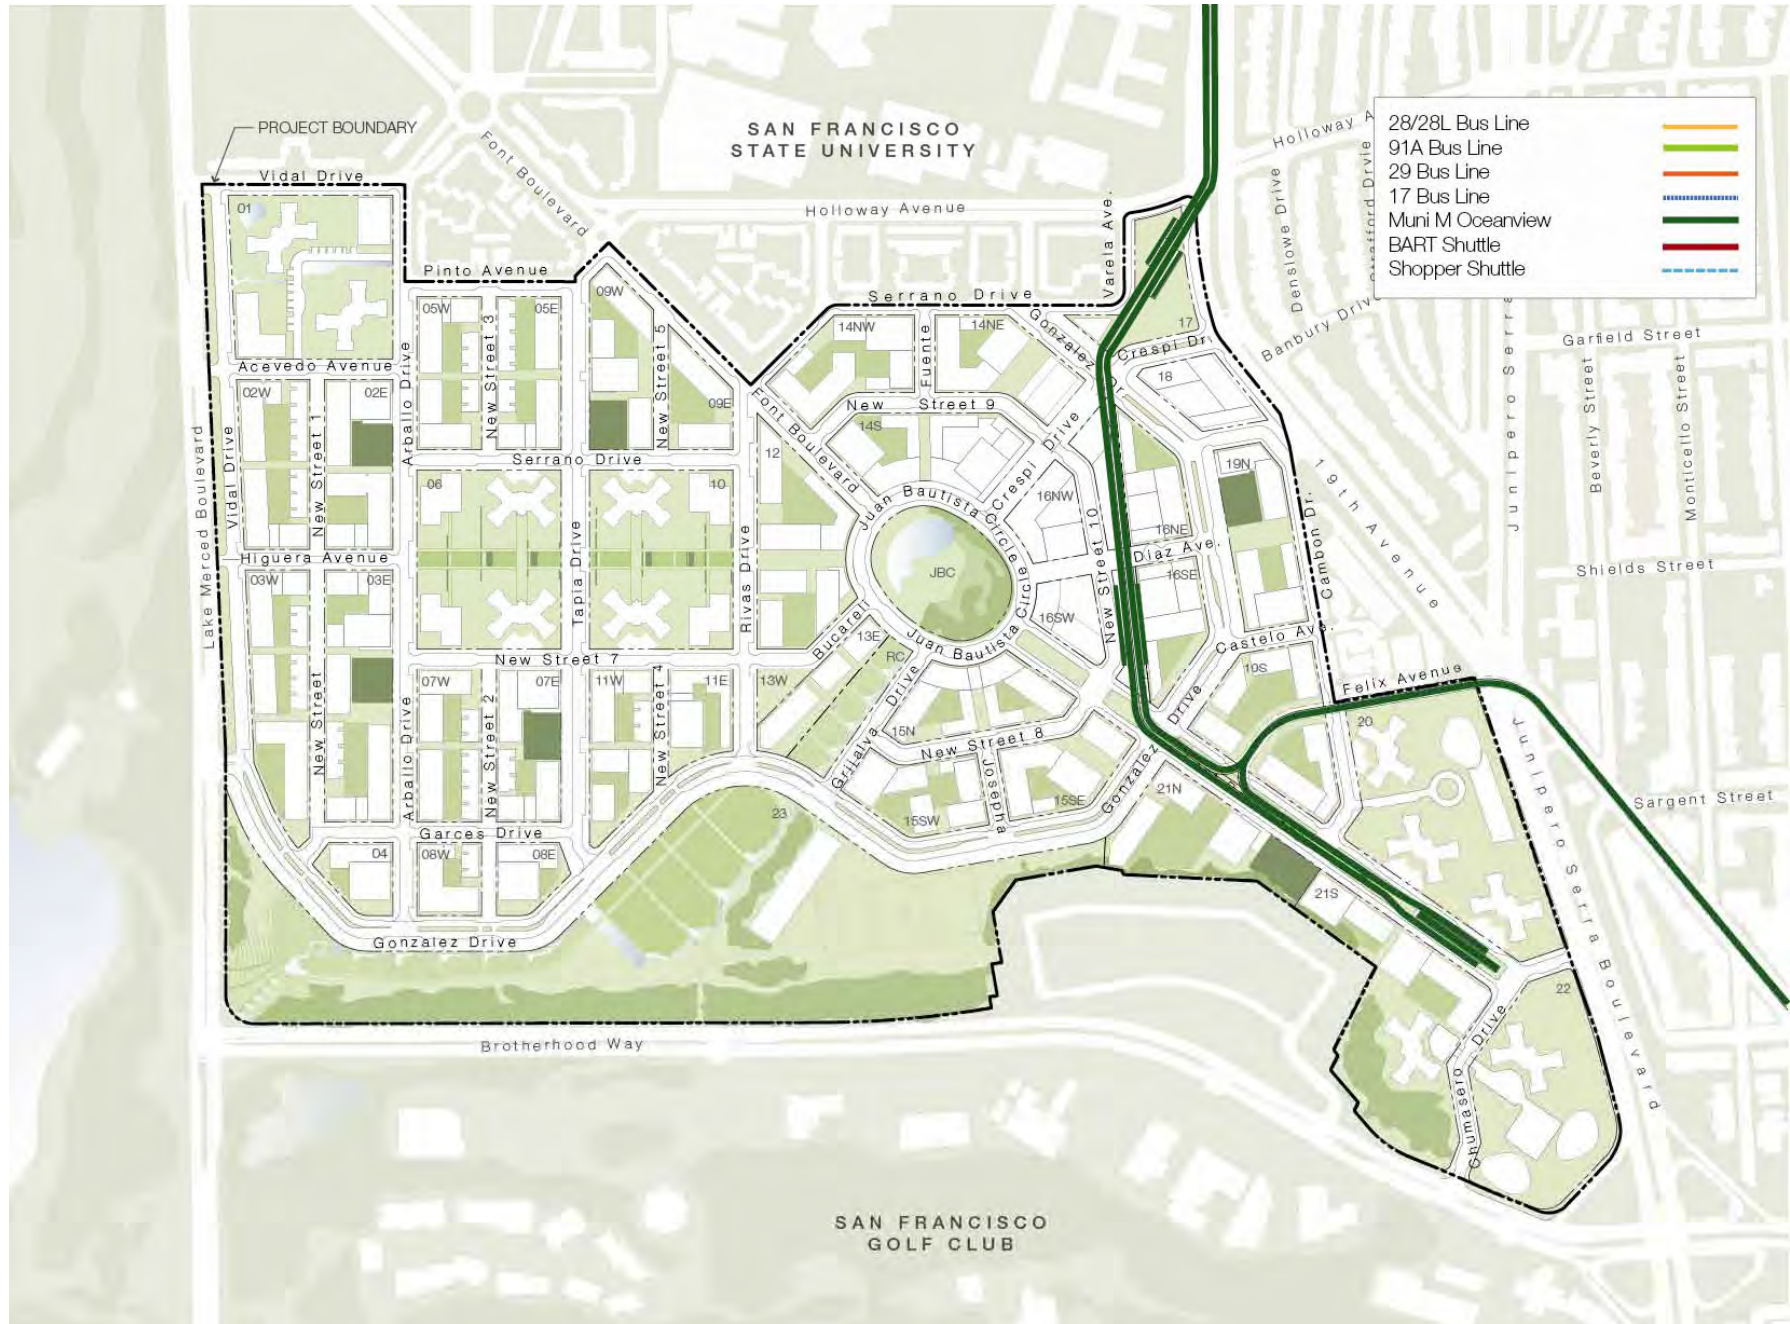 PROJECT BOUNDARY
SAN FRANCISCO
STATE UNIVERSITY
28/28L Bus Line
91A Bus Line
29 Bus Line
17 Bus Line
Muni M Oceanview
BART Shuttle
Shopper Shuttle
Holloway A
Font Boulevard
Vidal Drive
01
Holloway Avenue
Varela Ave.
Denslowe Drive
Stratford Drvie
Banbury Drive
Junipero Serra
Garfield Street
Beverly Street
Monticello Street
Shields Street
Pinto Avenue
09W
Serrano Drive
05W
New Street 3
05E
New Street 5
14NW
Fuente
14NE
Gonzalez Dr.
17
Crespi Dr
Acevedo Avenue
Arballo Drive
02W
02E
New Street 1
09E
Font Boulevard
New Street 9
18
14S
Crespi Drive
Serrano Drive
12
Vidal Drive
Lake Merced Boulevard
06
10
Juan Bautista Circle
16NW
19N
19th Avenue
Cambon Dr.
New Street 10
16NE
Diaz Ave.
16SE
Higuera Avenue
03W
03E
Tapia Drive
Rivas Drive
JBC
Circle
16SW
Bucareli
13E
Juan Bautista
RC
Castelo Ave.
19S
Felix Avenue
New Street 7
07W
07E
11W
11E
13W
New Street
Arballo Drive
New Street 2
New Street 4
Grijalva Drive
15N
New Street 8
Josepha
15SE
15SW
Gonzalez Drive
20
21N
Junipero Serra Boulevard
Sargent Street
23
Garces Drive
04
08W
08E
21S
Gonzalez Drive
22
Chumasero Drive
Brotherhood Way
SAN FRANCISCO
GOLF CLUB